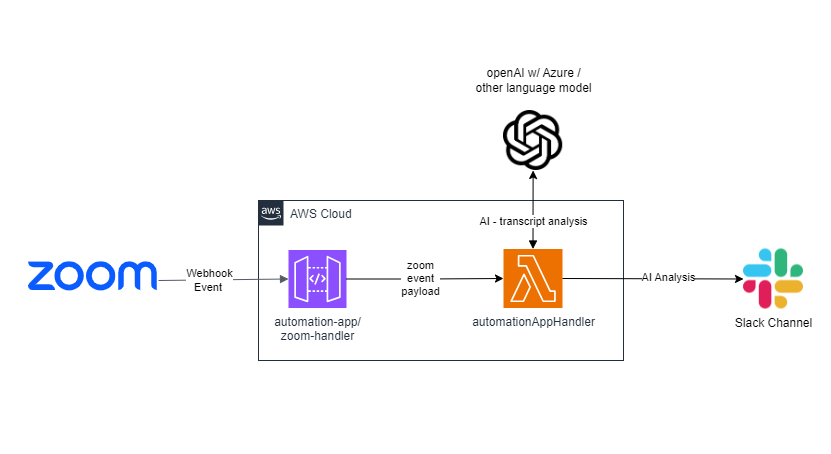 openAI w/ Azure /
other language model
aws
AWS Cloud
AI - transcript analysis
zoom
Webhook
Event
zoom
event
payload
AI Analysis
automation-app/
zoom-handler
automationAppHandler
Slack Channel